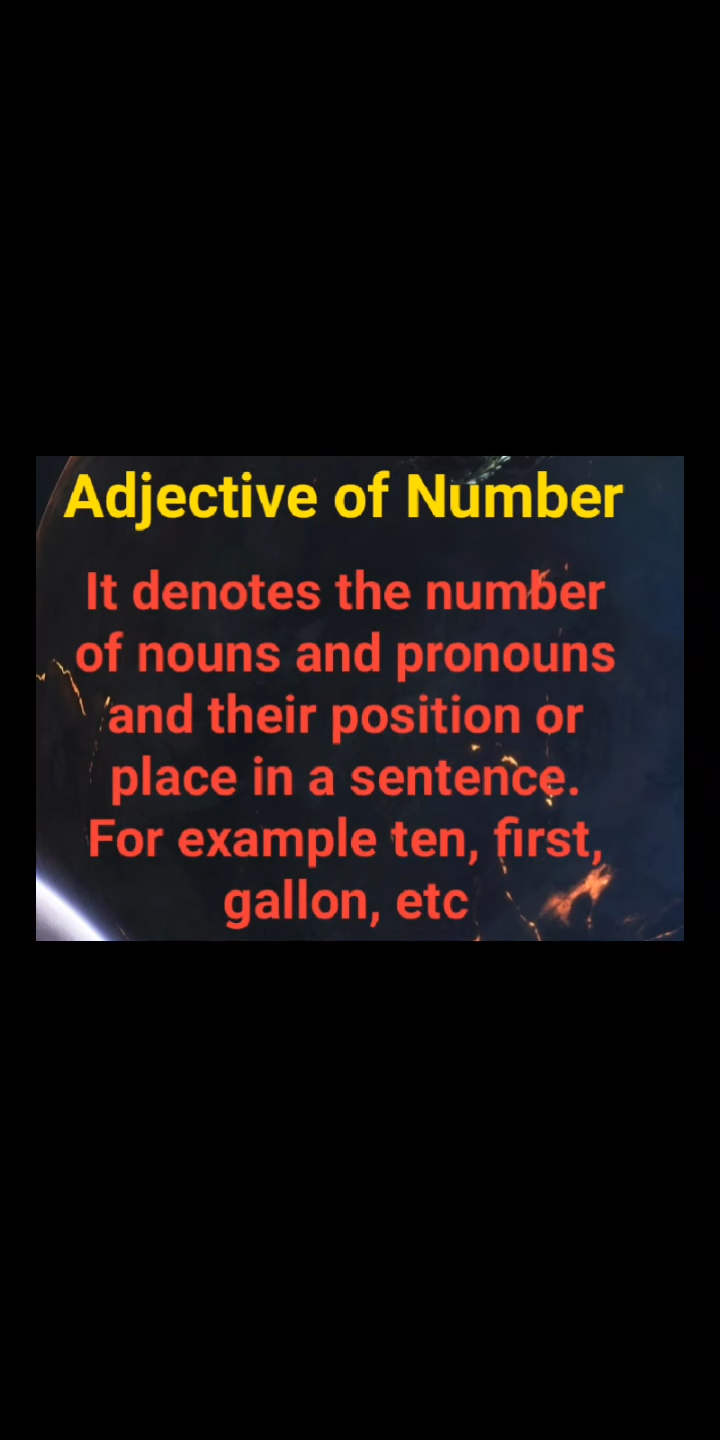 Adjective of Number
It denotes the number
of nouns and pronouns
and their position or
place in a sentence.
For example ten, first,
gallon, etc